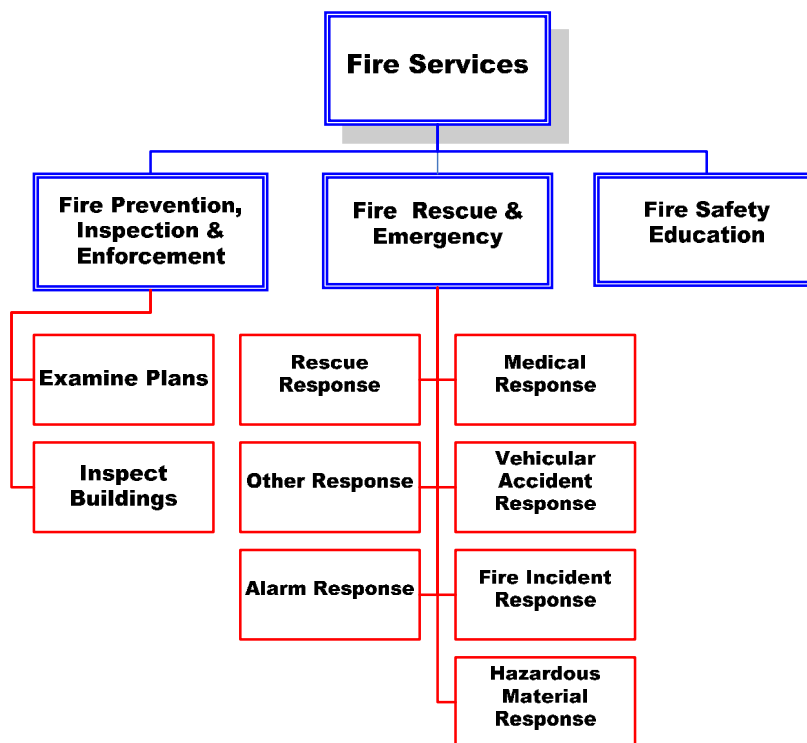 Fire Services
Fire Prevention,
Inspection &
Enforcement
Fire Rescue &
Emergency
Fire Safety
Education
Examine Plans
Inspect
Buildings
Rescue
Response
Medical
Response
Other Response
Vehicular
Accident
Response
Alarm Response
Fire Incident
Response
Hazardous
Material
Response